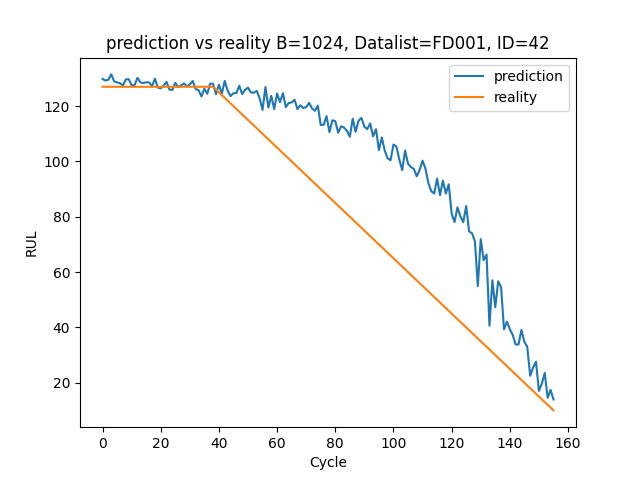 prediction vs reality B=1024, Datalist=FD001, ID=42
prediction
reality
RUL
120
100
80
60
40
20
0 20 40 60 80 100 120 140 160
Cycle